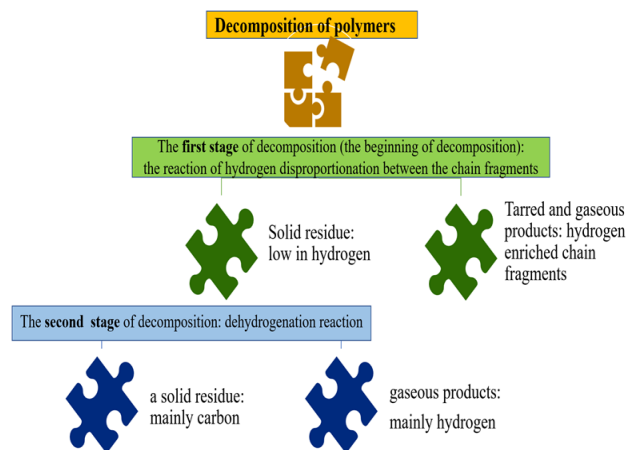 Decomposition of polymers
The first stage of decomposition (the beginning of decomposition):
the reaction of hydrogen disproportionation between the chain fragments
Solid residue:
low in hydrogen
Tarred and gaseous
products: hydrogen
enriched chain
fragments
The second stage of decomposition: dehydrogenation reaction
a solid residue:
mainly carbon
gaseous products:
mainly hydrogen